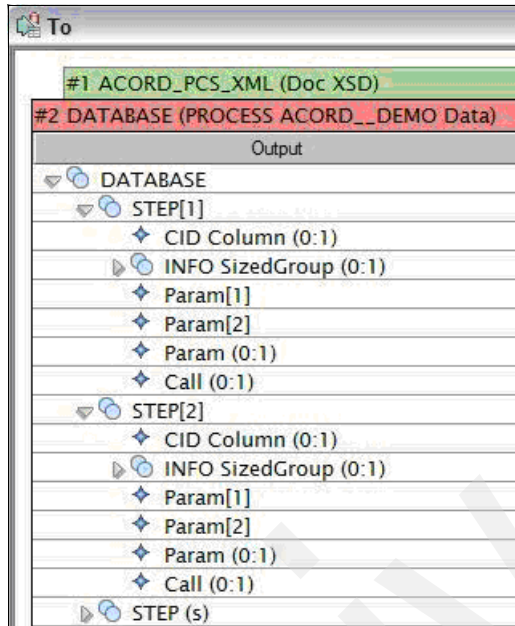 To
#1 ACORD_PCS_XML (Doc XSD)
#2 DATABASE (PROCESS ACORD__DEMO Data)
Output
DATABASE
STEP[1]
CID Column (0:1)
INFO SizedGroup (0:1)
Param[1]
Param[2]
Param (0:1)
Call (0:1)
STEP[2]
CID Column (0:1)
INFO SizedGroup (0:1)
Param[1]
Param[2]
Param (0:1)
Call (0:1)
STEP (s)